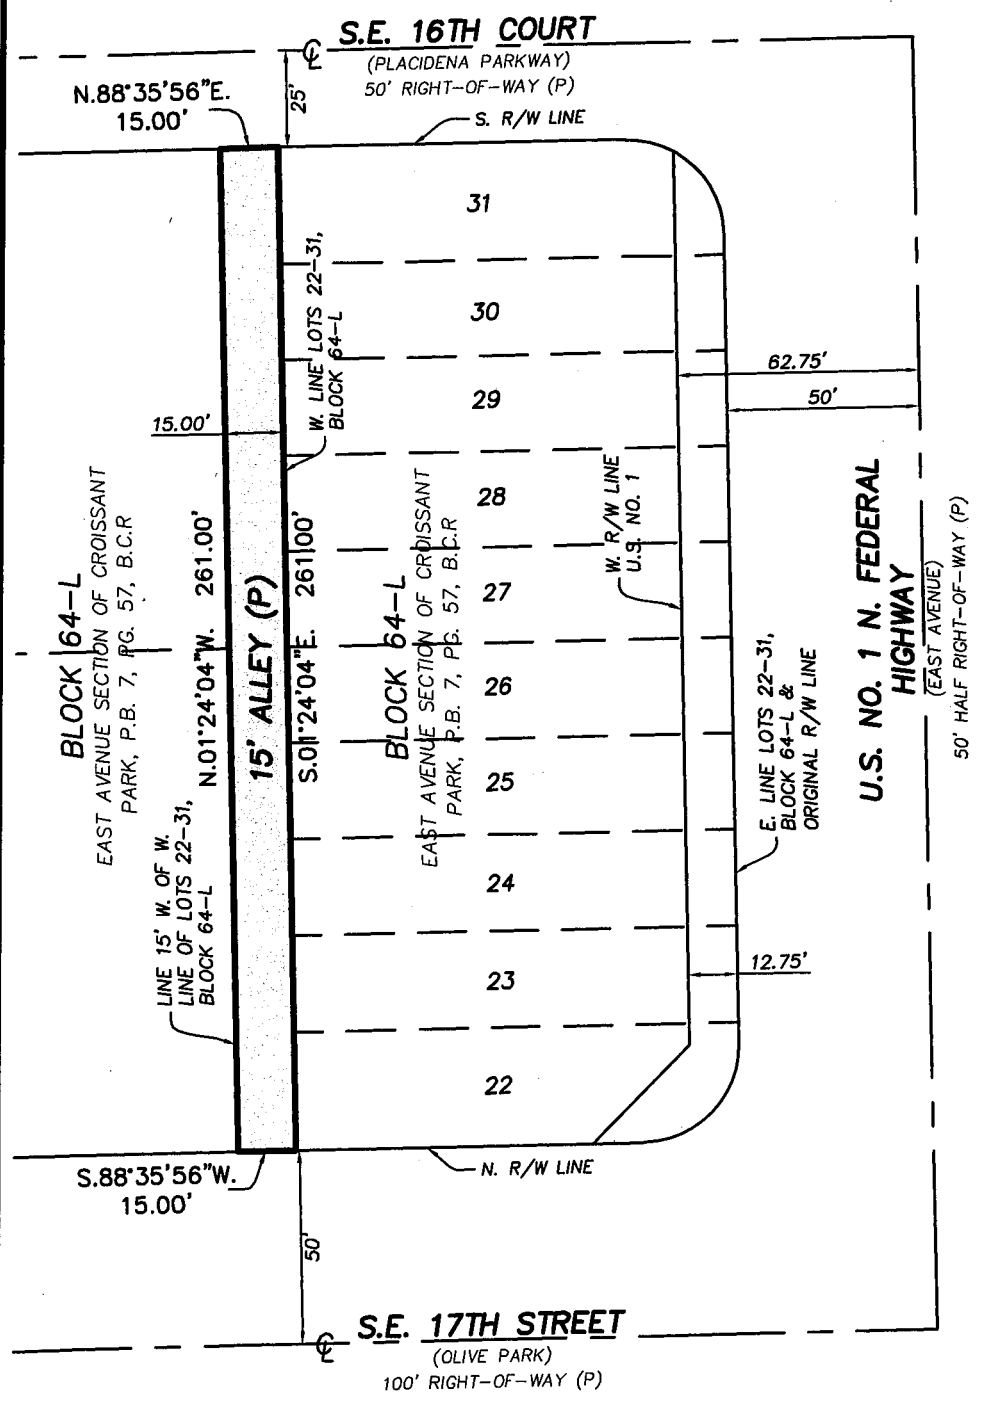 S.E. 16TH COURT
(PLACIDENA PARKWAY)
50' RIGHT-OF-WAY (P)
N.88°35'56"E.
15.00'
25'
S. R/W LINE
31
30
29
28
27
26
25
24
23
22
W. LINE LOTS 22-31,
BLOCK 64-L
15.00'
62.75'
50'
BLOCK 64-L
EAST AVENUE SECTION OF CROISSANT
PARK, P.B. 7, PG. 57, B.C.R
N.01°24'04"W. 261.00'
15' ALLEY (P)
S.01°24'04"E. 261.00'
BLOCK 64-L
EAST AVENUE SECTION OF CROISSANT
PARK, P.B. 7, PG. 57, B.C.R
W. R/W LINE
U.S. NO. 1
E. LINE LOTS 22-31,
BLOCK 64-L &
ORIGINAL R/W LINE
U.S. NO. 1 N. FEDERAL
HIGHWAY
(EAST AVENUE)
50' HALF RIGHT-OF-WAY (P)
LINE 15' W. OF W.
LINE OF LOTS 22-31,
BLOCK 64-L
12.75'
N. R/W LINE
S.88°35'56"W.
15.00'
50'
S.E. 17TH STREET
(OLIVE PARK)
100' RIGHT-OF-WAY (P)